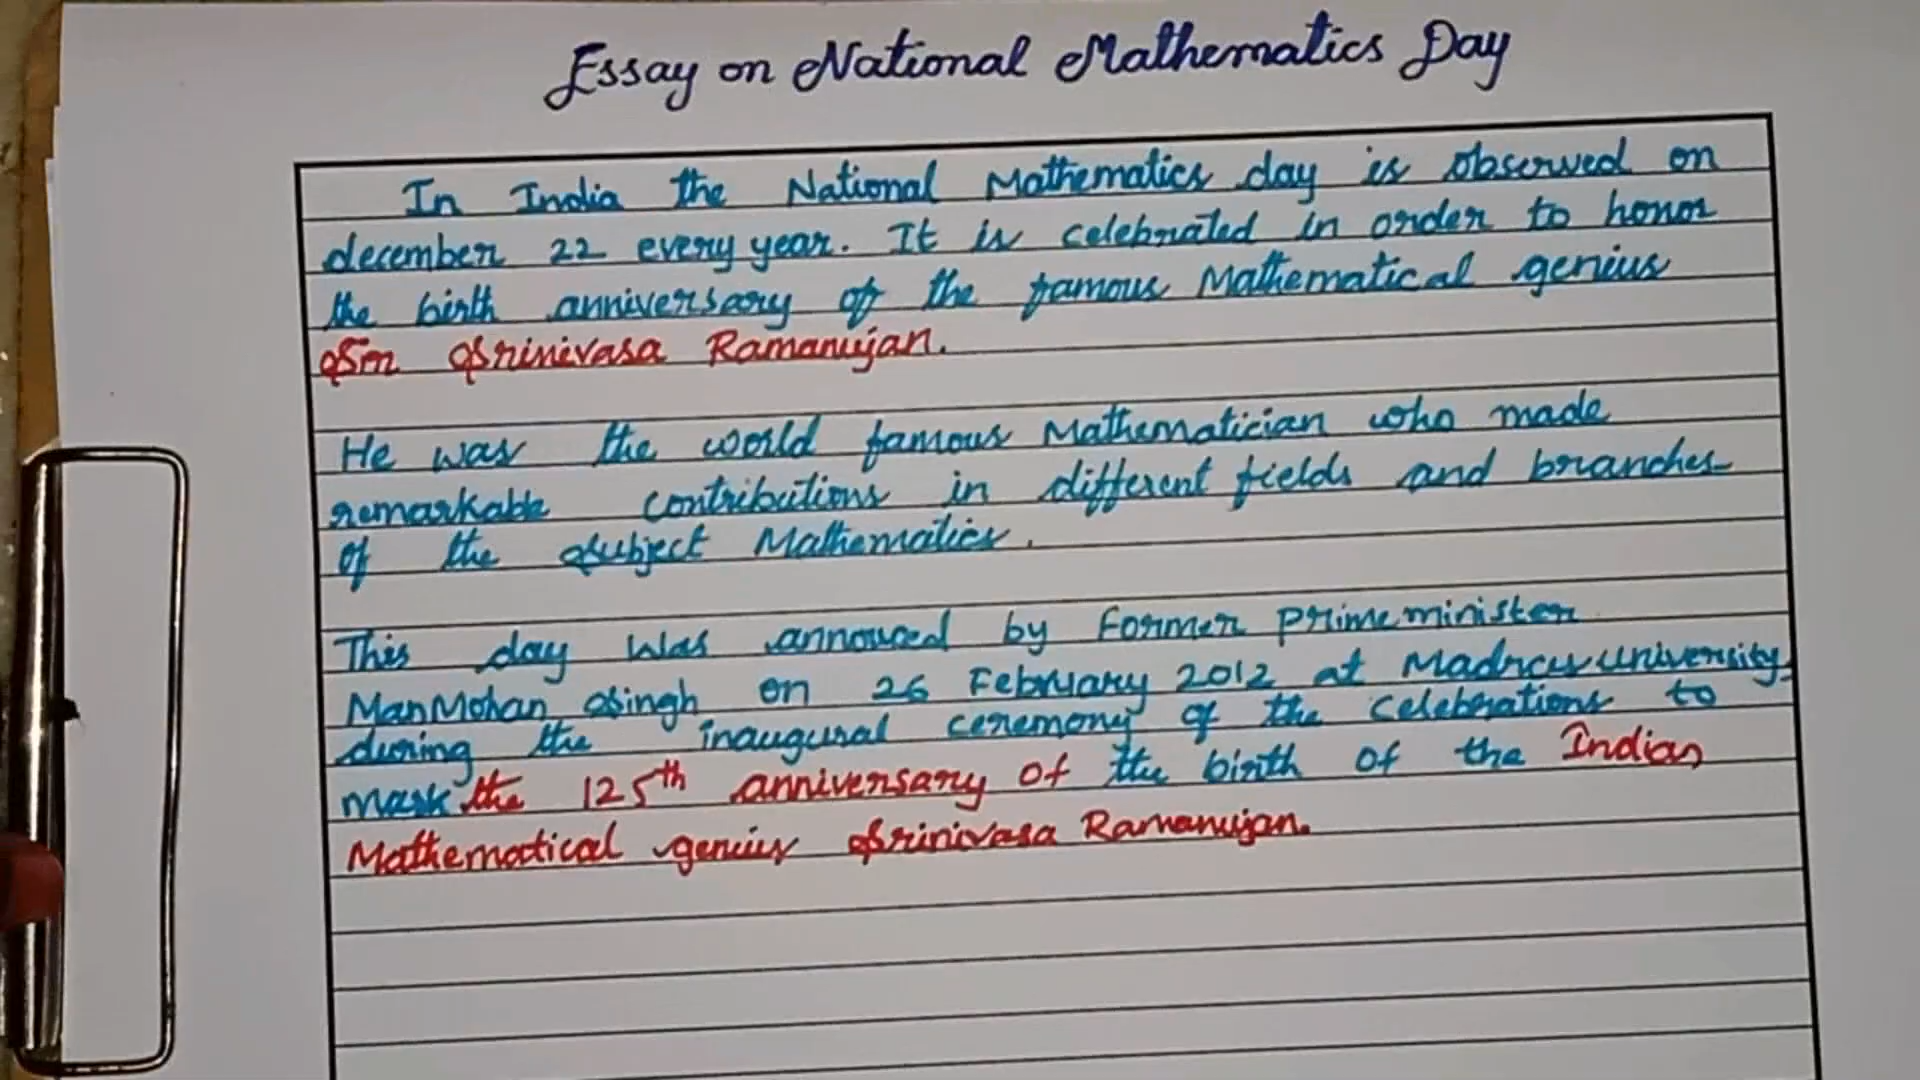 Essay on National Mathematics Day
In India the National Mathematics day is observed on
december 22 every year. It is celebrated in order to honor
the birth anniversary of the famous Mathematical genius
Srn Srinivasa Ramanujan.
He was the world famous Mathematician who made
remarkable contributions in different fields and branches
of the subject Mathematics.
This day was annouced by Former Prime minister
ManMohan Singh on 26 February 2012 at Madras university
during the inaugural ceremony of the celebrations to
mark the 125th anniversary of the birth of the Indian
Mathematical genius Srinivasa Ramanujan.